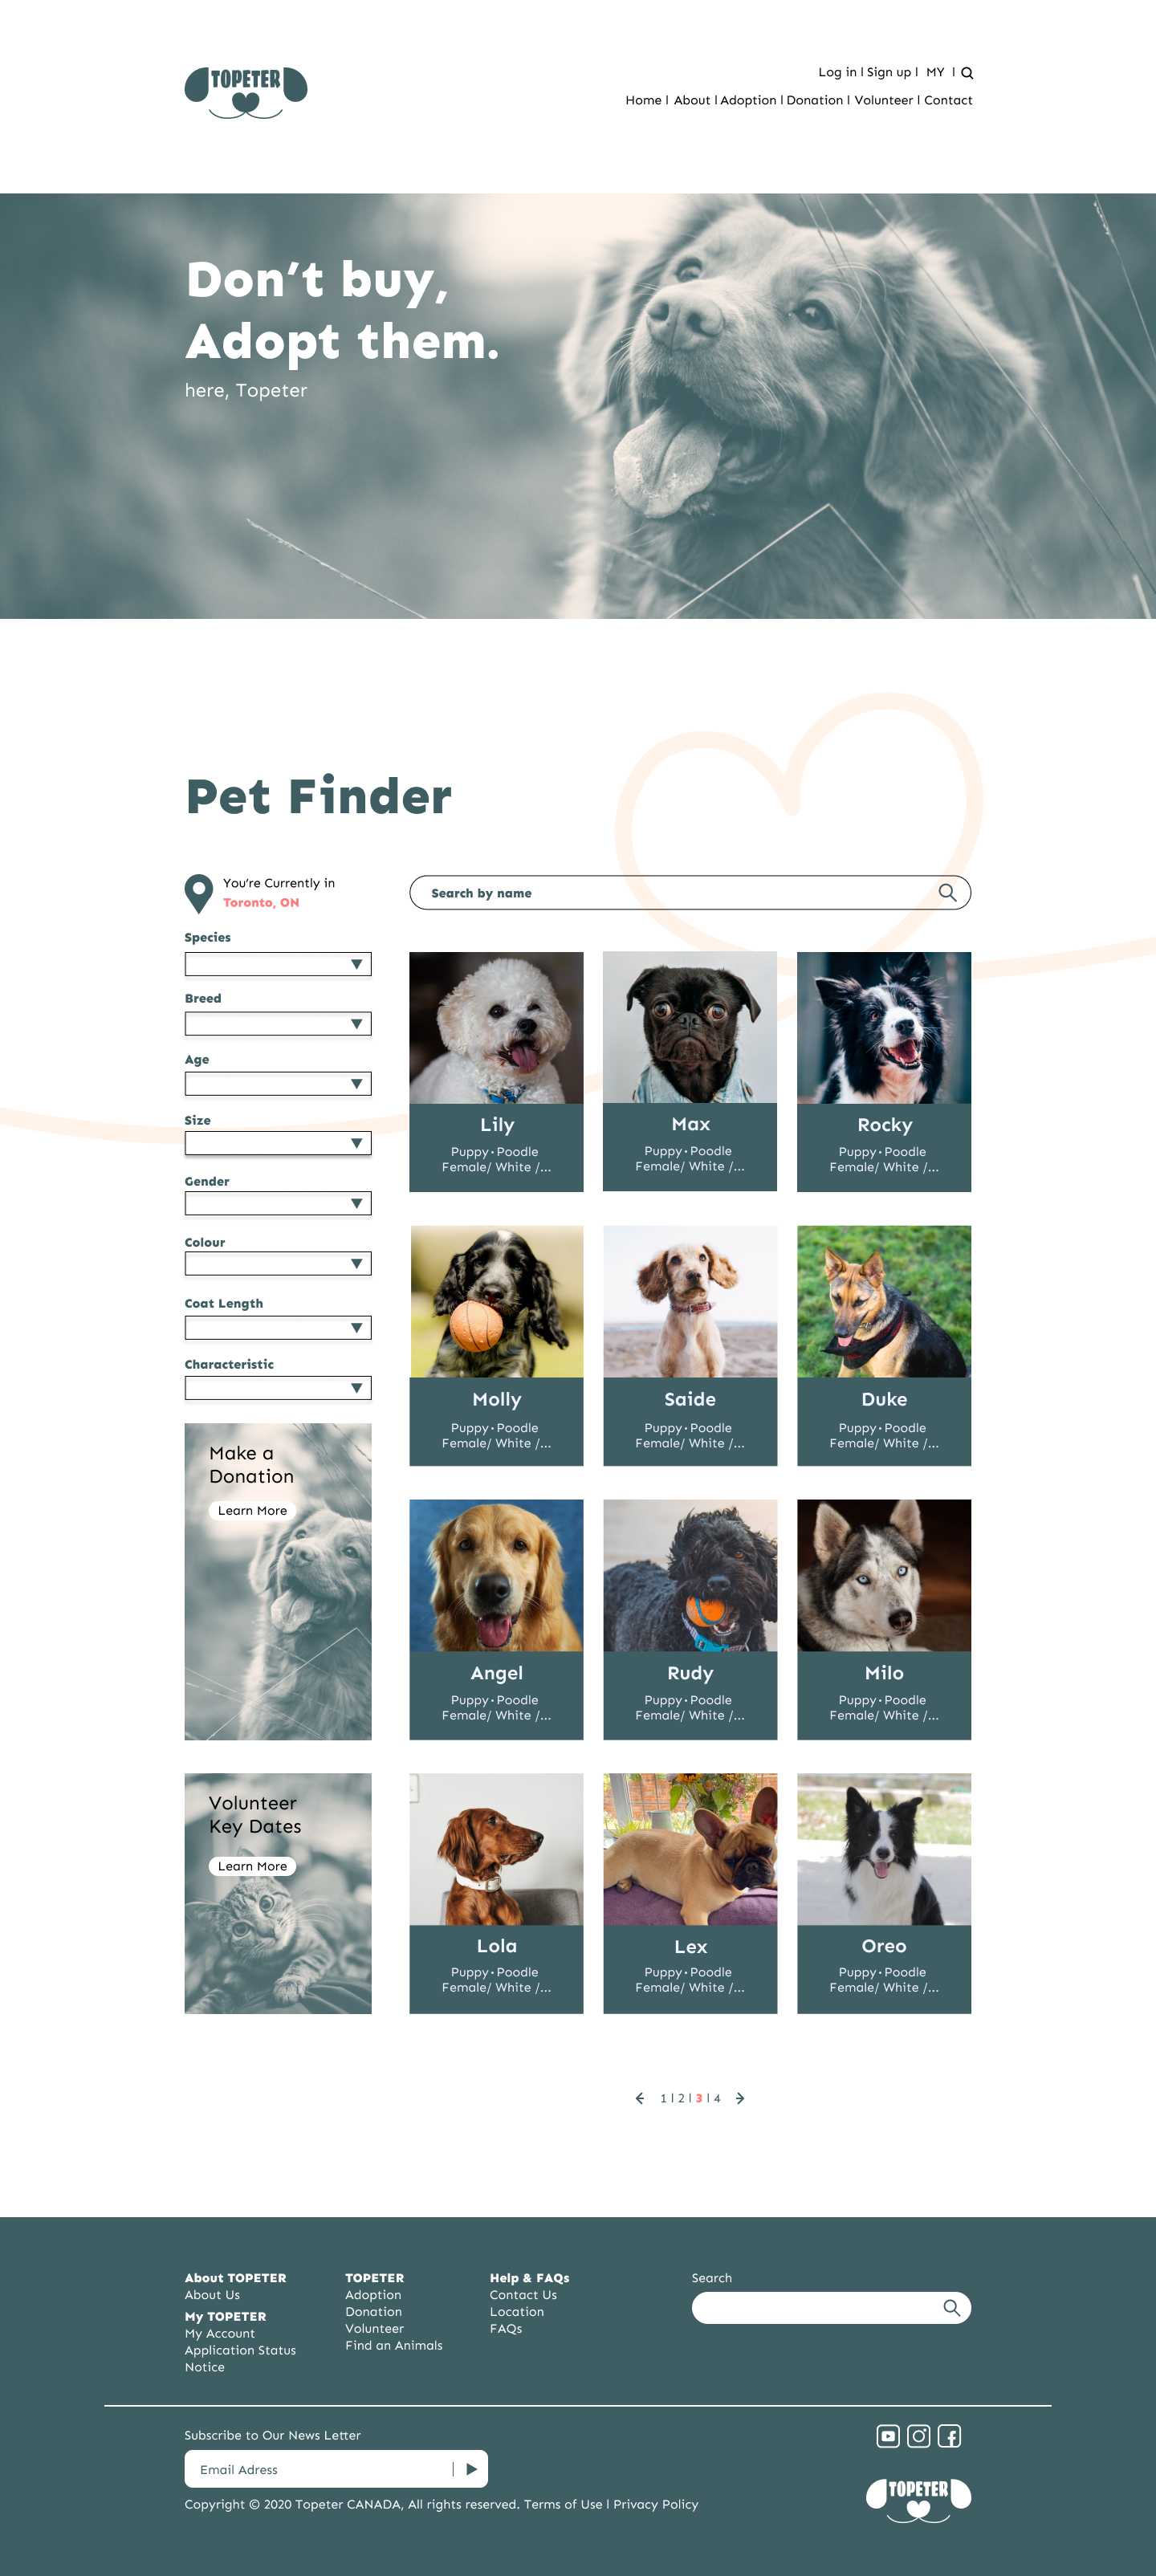 TOPETER
Log in | Sign up | MY |
Home | About | Adoption | Donation | Volunteer | Contact
Don’t buy,
Adopt them.
here, Topeter
Pet Finder
You’re Currently in
Toronto, ON
Search by name
Species
Breed
Age
Size
Gender
Colour
Coat Length
Characteristic
Make a
Donation
Learn More
Volunteer
Key Dates
Learn More
Lily
Puppy · Poodle
Female/ White /...
Max
Puppy · Poodle
Female/ White /...
Rocky
Puppy · Poodle
Female/ White /...
Molly
Puppy · Poodle
Female/ White /...
Saide
Puppy · Poodle
Female/ White /...
Duke
Puppy · Poodle
Female/ White /...
Angel
Puppy · Poodle
Female/ White /...
Rudy
Puppy · Poodle
Female/ White /...
Milo
Puppy · Poodle
Female/ White /...
Lola
Puppy · Poodle
Female/ White /...
Lex
Puppy · Poodle
Female/ White /...
Oreo
Puppy · Poodle
Female/ White /...
1 | 2 | 3 | 4
About TOPETER
About Us
My TOPETER
My Account
Application Status
Notice
TOPETER
Adoption
Donation
Volunteer
Find an Animals
Help & FAQs
Contact Us
Location
FAQs
Search
Subscribe to Our News Letter
Email Adress
Copyright © 2020 Topeter CANADA, All rights reserved. Terms of Use | Privacy Policy
TOPETER